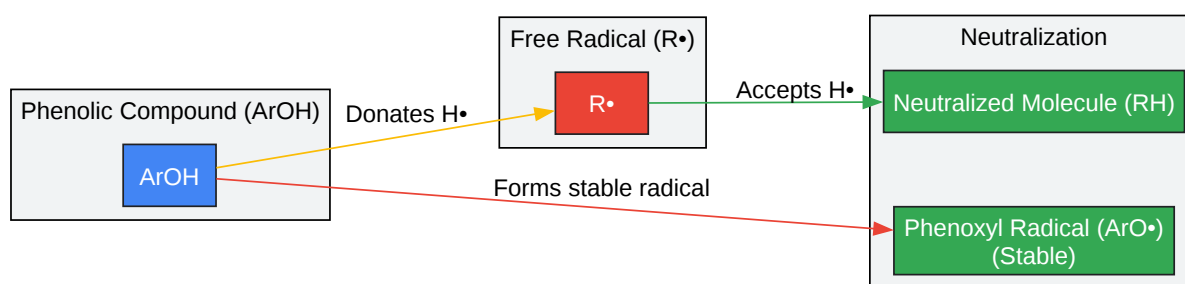 Free Radical (R•)
Neutralization
R•
Accepts H•
Neutralized Molecule (RH)
Phenolic Compound (ArOH)
Donates H•
ArOH
Forms stable radical
Phenoxyl Radical (ArO•)
(Stable)